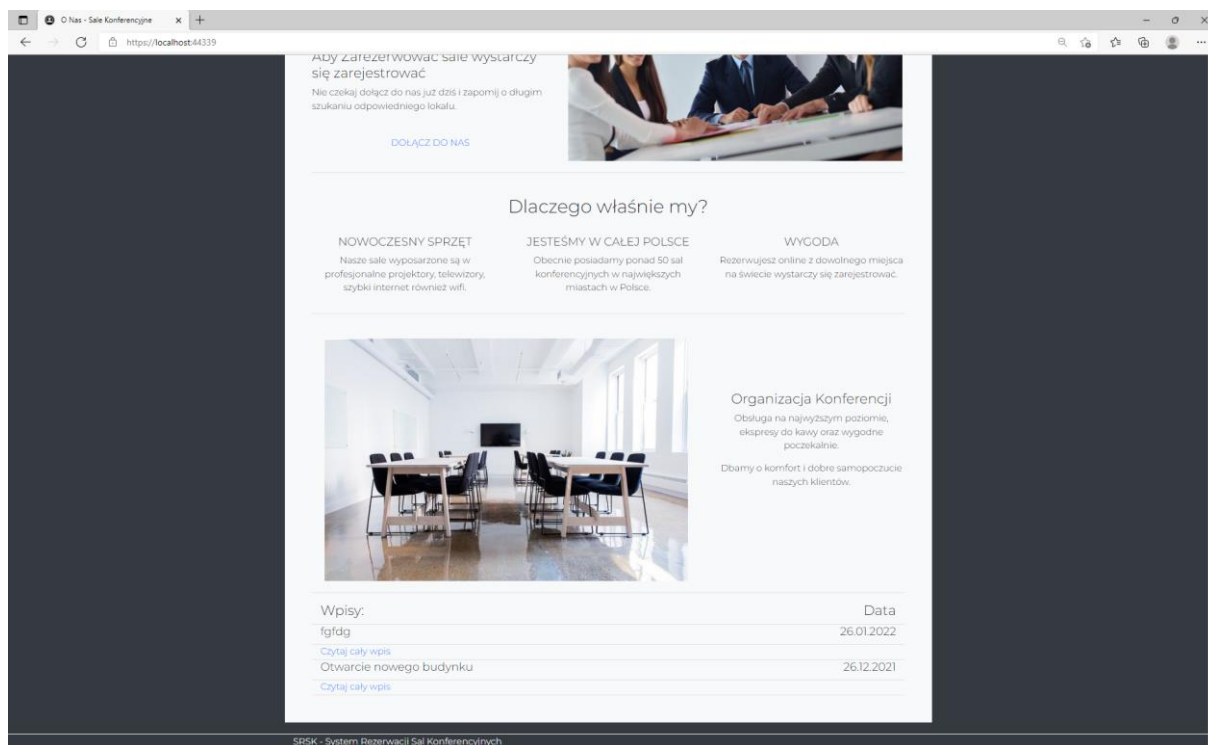 O Nas - Sale Konferencyjne
https://localhost:44339
Aby Zarezerwować sale wystarczy
się zarejestrować
Nie czekaj dołącz do nas już dziś i zapomij o długim
szukaniu odpowiedniego lokalu.
DOŁĄCZ DO NAS
Dlaczego właśnie my?
NOWOCZESNY SPRZĘT
Nasze sale wyposarzone są w
profesjonalne projektory, telewizory,
szybki internet również wifi.
JESTEŚMY W CAŁEJ POLSCE
Obecnie posiadamy ponad 50 sal
konferencyjnych w największych
miastach w Polsce.
WYGODA
Rezerwujesz online z dowolnego miejsca
na świecie wystarczy się zarejestrować.
Organizacja Konferencji
Obsługa na najwyższym poziomie,
ekspresy do kawy oraz wygodne
poczekalnie.
Dbamy o komfort i dobre samopoczucie
naszych klientów.
Wpisy: Data
fgfdg 26.01.2022
Czytaj cały wpis
Otwarcie nowego budynku 26.12.2021
Czytaj cały wpis
SRSK - System Rezerwacji Sal Konferencyjnych